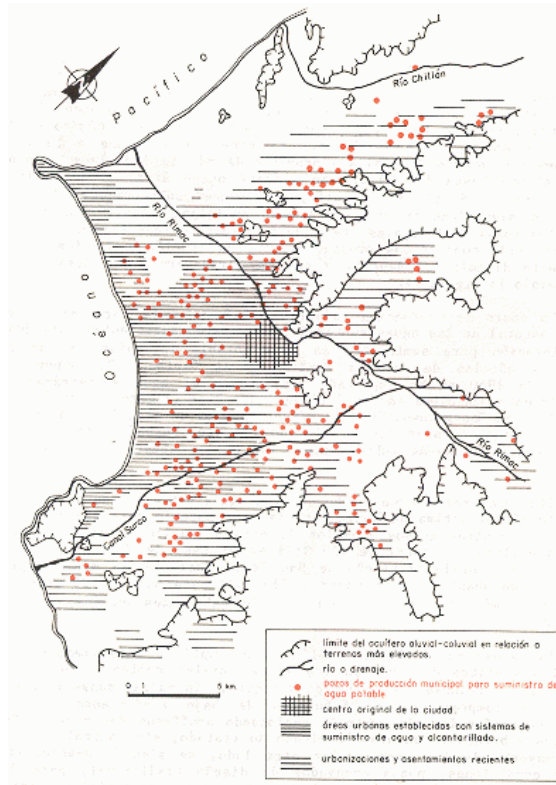 Río Chillón
Pacífico
Río Rimac
Océano
Río Rimac
Canal Surco
0 1 5 km.
límite del acuífero aluvial-coluvial en relación a
terrenos más elevados.
río o drenaje.
pozos de producción municipal para suministro de
agua potable
centro original de la ciudad.
áreas urbanas establecidos con sistemas de
suministro de agua y alcantarillado.
urbanizaciones y asentamientos recientes